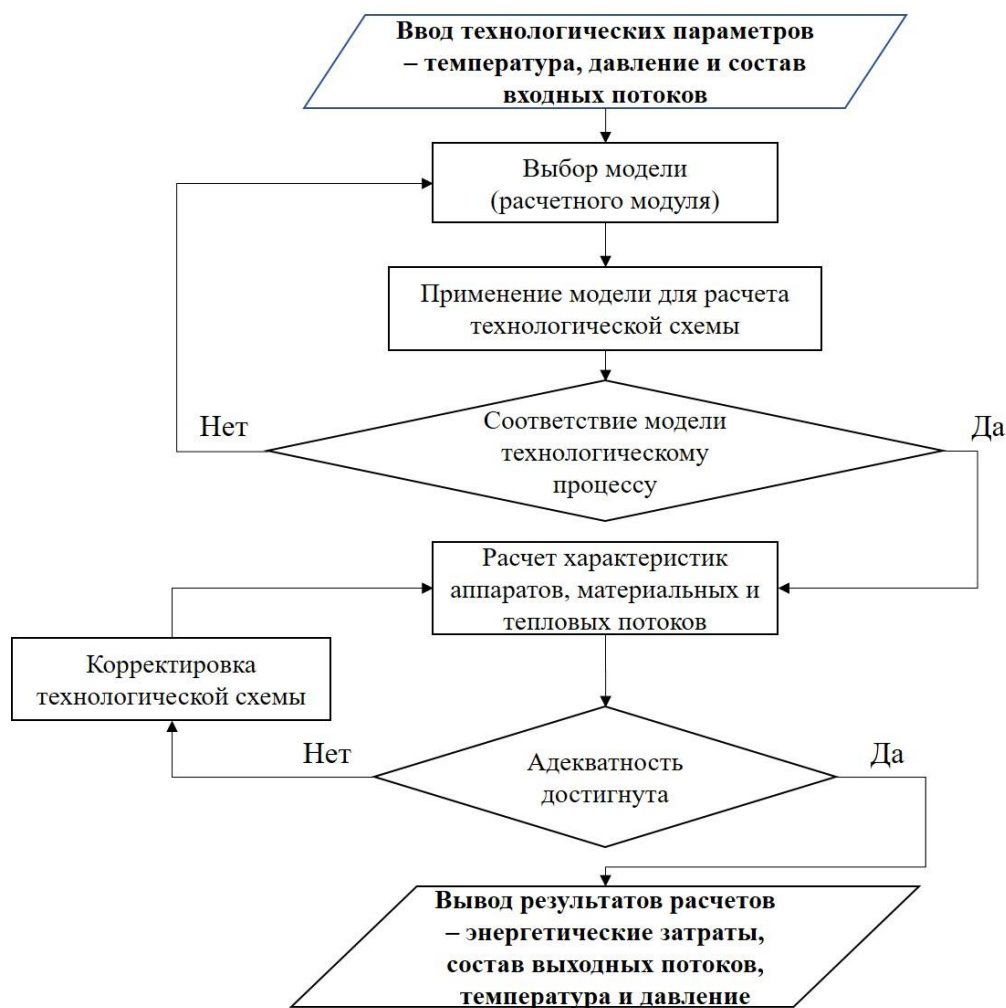 Ввод технологических параметров
– температура, давление и состав
входных потоков
Выбор модели
(расчетного модуля)
Применение модели для расчета
технологической схемы
Нет
Соответствие модели
технологическому
процессу
Да
Расчет характеристик
аппаратов, материальных и
тепловых потоков
Корректировка
технологической схемы
Нет
Адекватность
достигнута
Да
Вывод результатов расчетов
– энергетические затраты,
состав выходных потоков,
температура и давление